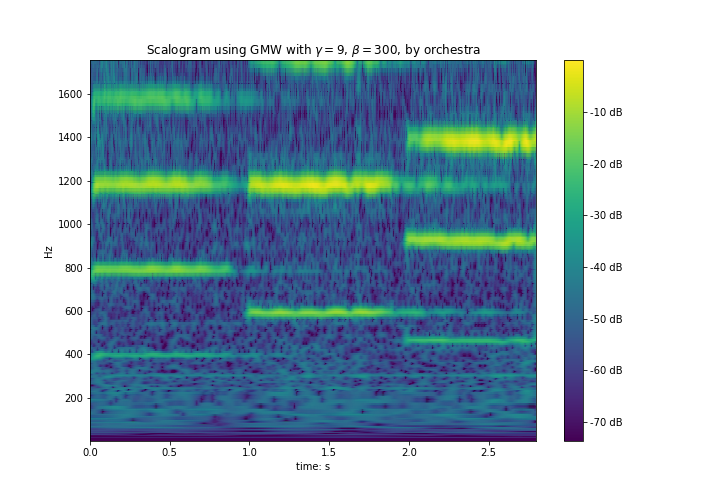 Scalogram using GMW with γ = 9, β = 300, by orchestra
Hz
1600
1400
1200
1000
800
600
400
200
0.0 0.5 1.0 1.5 2.0 2.5
time: s
-10 dB
-20 dB
-30 dB
-40 dB
-50 dB
-60 dB
-70 dB